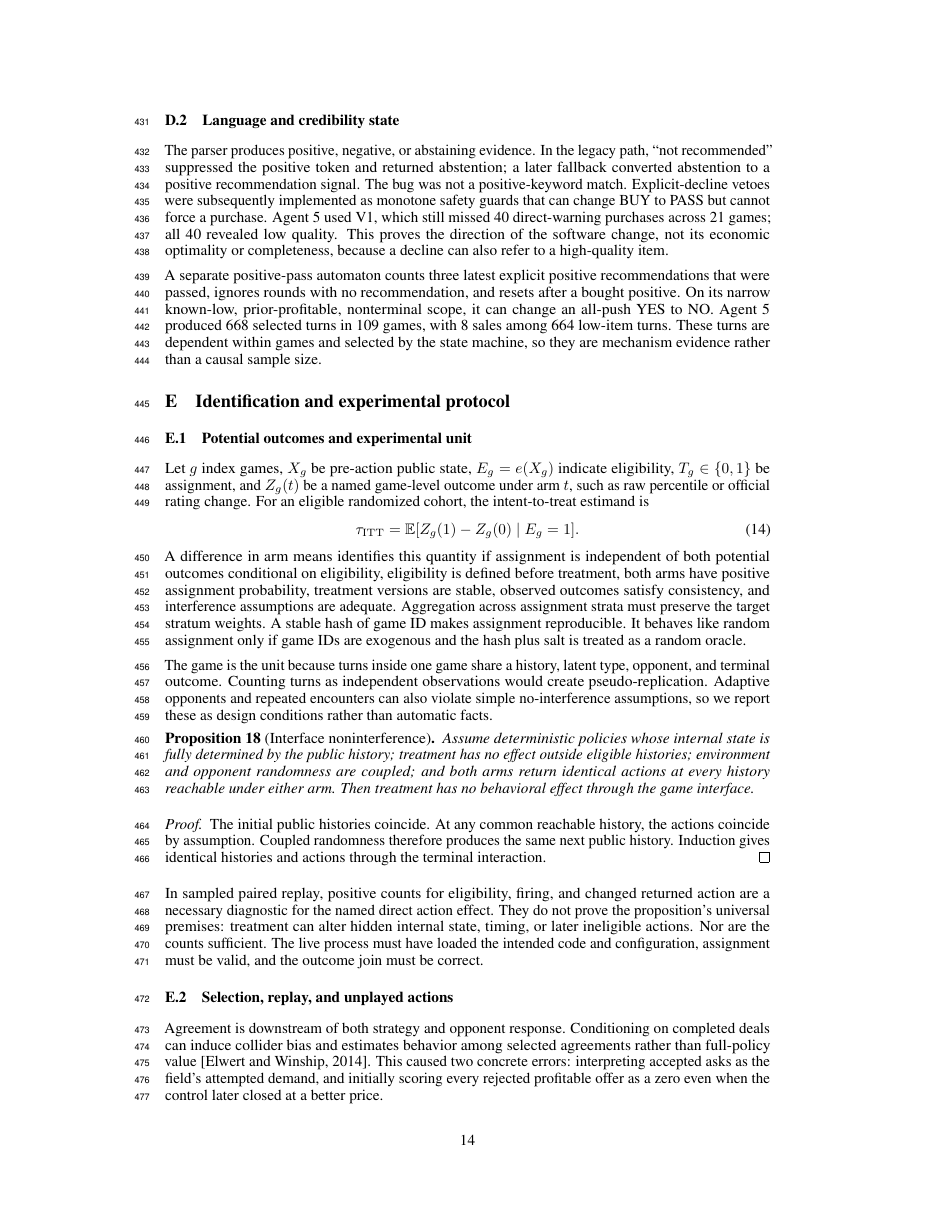 431 D.2 Language and credibility state
432 The parser produces positive, negative, or abstaining evidence. In the legacy path, “not recommended”
433 suppressed the positive token and returned abstention; a later fallback converted abstention to a
434 positive recommendation signal. The bug was not a positive-keyword match. Explicit-decline vetoes
435 were subsequently implemented as monotone safety guards that can change BUY to PASS but cannot
436 force a purchase. Agent 5 used V1, which still missed 40 direct-warning purchases across 21 games;
437 all 40 revealed low quality. This proves the direction of the software change, not its economic
438 optimality or completeness, because a decline can also refer to a high-quality item.
439 A separate positive-pass automaton counts three latest explicit positive recommendations that were
440 passed, ignores rounds with no recommendation, and resets after a bought positive. On its narrow
441 known-low, prior-profitable, nonterminal scope, it can change an all-push YES to NO. Agent 5
442 produced 668 selected turns in 109 games, with 8 sales among 664 low-item turns. These turns are
443 dependent within games and selected by the state machine, so they are mechanism evidence rather
444 than a causal sample size.
445 E Identification and experimental protocol
446 E.1 Potential outcomes and experimental unit
447 Let g index games, X_g be pre-action public state, E_g = e(X_g) indicate eligibility, T_g ∈ {0, 1} be
448 assignment, and Z_g(t) be a named game-level outcome under arm t, such as raw percentile or official
449 rating change. For an eligible randomized cohort, the intent-to-treat estimand is
τ_ITT = 𝔼[Z_g(1) − Z_g(0) | E_g = 1]. (14)
450 A difference in arm means identifies this quantity if assignment is independent of both potential
451 outcomes conditional on eligibility, eligibility is defined before treatment, both arms have positive
452 assignment probability, treatment versions are stable, observed outcomes satisfy consistency, and
453 interference assumptions are adequate. Aggregation across assignment strata must preserve the target
454 stratum weights. A stable hash of game ID makes assignment reproducible. It behaves like random
455 assignment only if game IDs are exogenous and the hash plus salt is treated as a random oracle.
456 The game is the unit because turns inside one game share a history, latent type, opponent, and terminal
457 outcome. Counting turns as independent observations would create pseudo-replication. Adaptive
458 opponents and repeated encounters can also violate simple no-interference assumptions, so we report
459 these as design conditions rather than automatic facts.
460 Proposition 18 (Interface noninterference). Assume deterministic policies whose internal state is
461 fully determined by the public history; treatment has no effect outside eligible histories; environment
462 and opponent randomness are coupled; and both arms return identical actions at every history
463 reachable under either arm. Then treatment has no behavioral effect through the game interface.
464 Proof. The initial public histories coincide. At any common reachable history, the actions coincide
465 by assumption. Coupled randomness therefore produces the same next public history. Induction gives
466 identical histories and actions through the terminal interaction. □
467 In sampled paired replay, positive counts for eligibility, firing, and changed returned action are a
468 necessary diagnostic for the named direct action effect. They do not prove the proposition’s universal
469 premises: treatment can alter hidden internal state, timing, or later ineligible actions. Nor are the
470 counts sufficient. The live process must have loaded the intended code and configuration, assignment
471 must be valid, and the outcome join must be correct.
472 E.2 Selection, replay, and unplayed actions
473 Agreement is downstream of both strategy and opponent response. Conditioning on completed deals
474 can induce collider bias and estimates behavior among selected agreements rather than full-policy
475 value [Elwert and Winship, 2014]. This caused two concrete errors: interpreting accepted asks as the
476 field’s attempted demand, and initially scoring every rejected profitable offer as a zero even when the
477 control later closed at a better price.
14